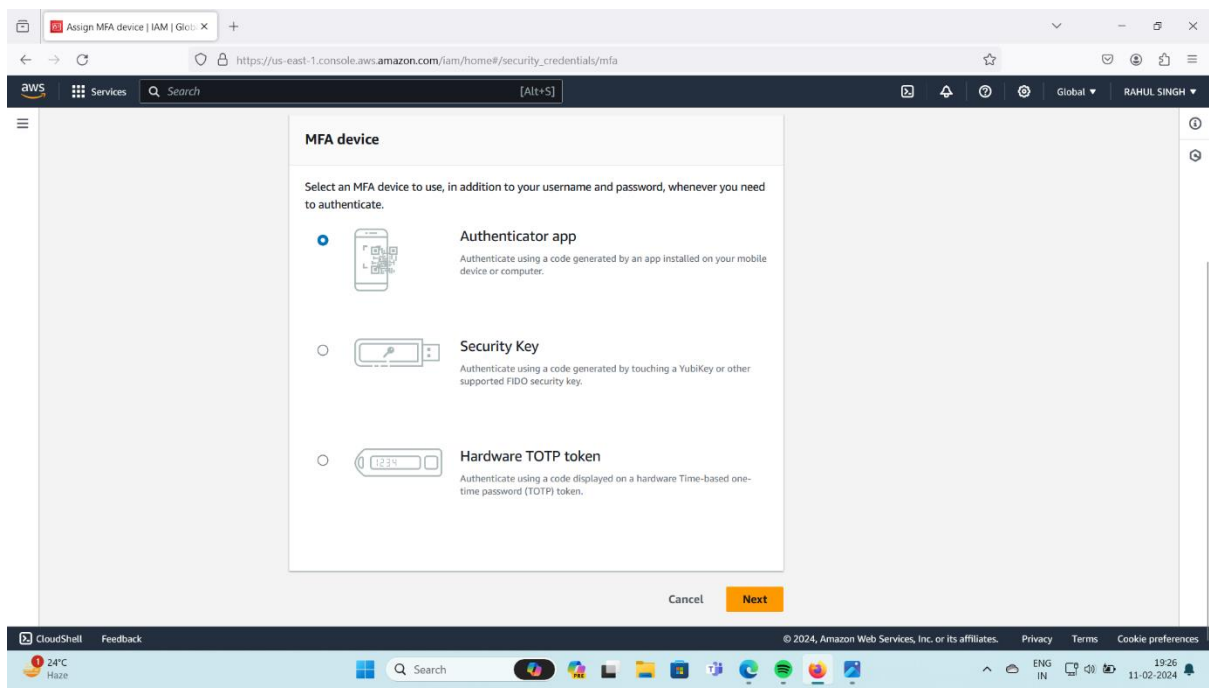 Assign MFA device | IAM | Glob
https://us-east-1.console.aws.amazon.com/iam/home#/security_credentials/mfa
aws Services Search [Alt+S] Global RAHUL SINGH
MFA device
Select an MFA device to use, in addition to your username and password, whenever you need
to authenticate.
Authenticator app
Authenticate using a code generated by an app installed on your mobile
device or computer.
Security Key
Authenticate using a code generated by touching a YubiKey or other
supported FIDO security key.
1234
Hardware TOTP token
Authenticate using a code displayed on a hardware Time-based one-
time password (TOTP) token.
Cancel Next
CloudShell Feedback © 2024, Amazon Web Services, Inc. or its affiliates. Privacy Terms Cookie preferences
1 24°C Search PRE ENG 19:26
Haze IN 11-02-2024